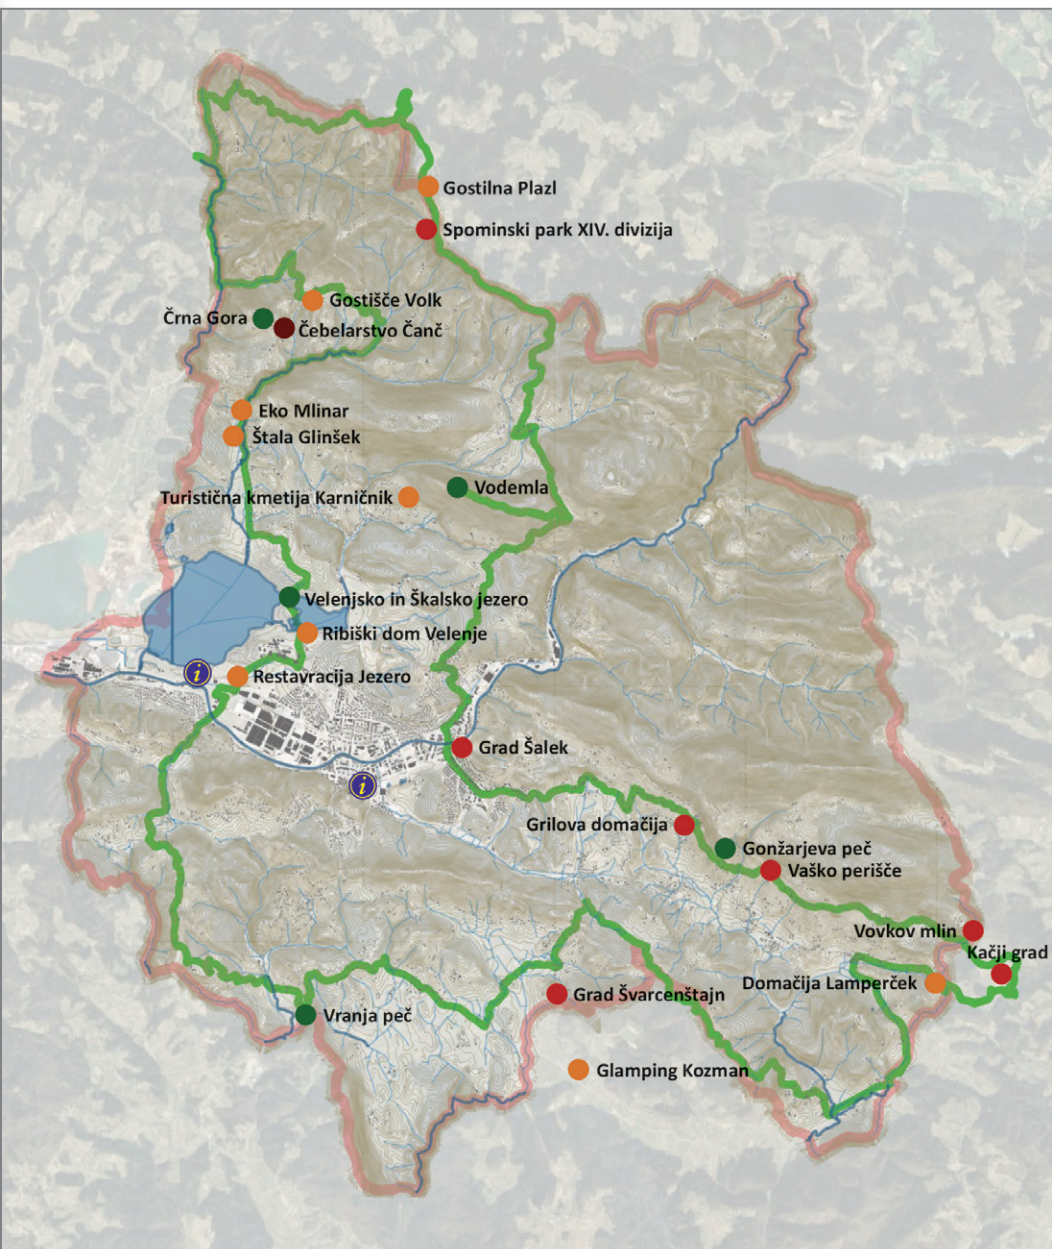 Gostilna Plazl
Spominski park XIV. divizija
Gostišče Volk
Črna Gora
Čebelarstvo Čanč
Eko Mlinar
Štala Glinšek
Vodemla
Turistična kmetija Karničnik
Velenjsko in Škalsko jezero
Ribiški dom Velenje
i
Restavracija Jezero
Grad Šalek
i
Grilova domačija
Gonžarjeva peč
Vaško perišče
Vovkov mlin
Kačji grad
Domačija Lamperček
Grad Švarcenštajn
Vranja peč
Glamping Kozman